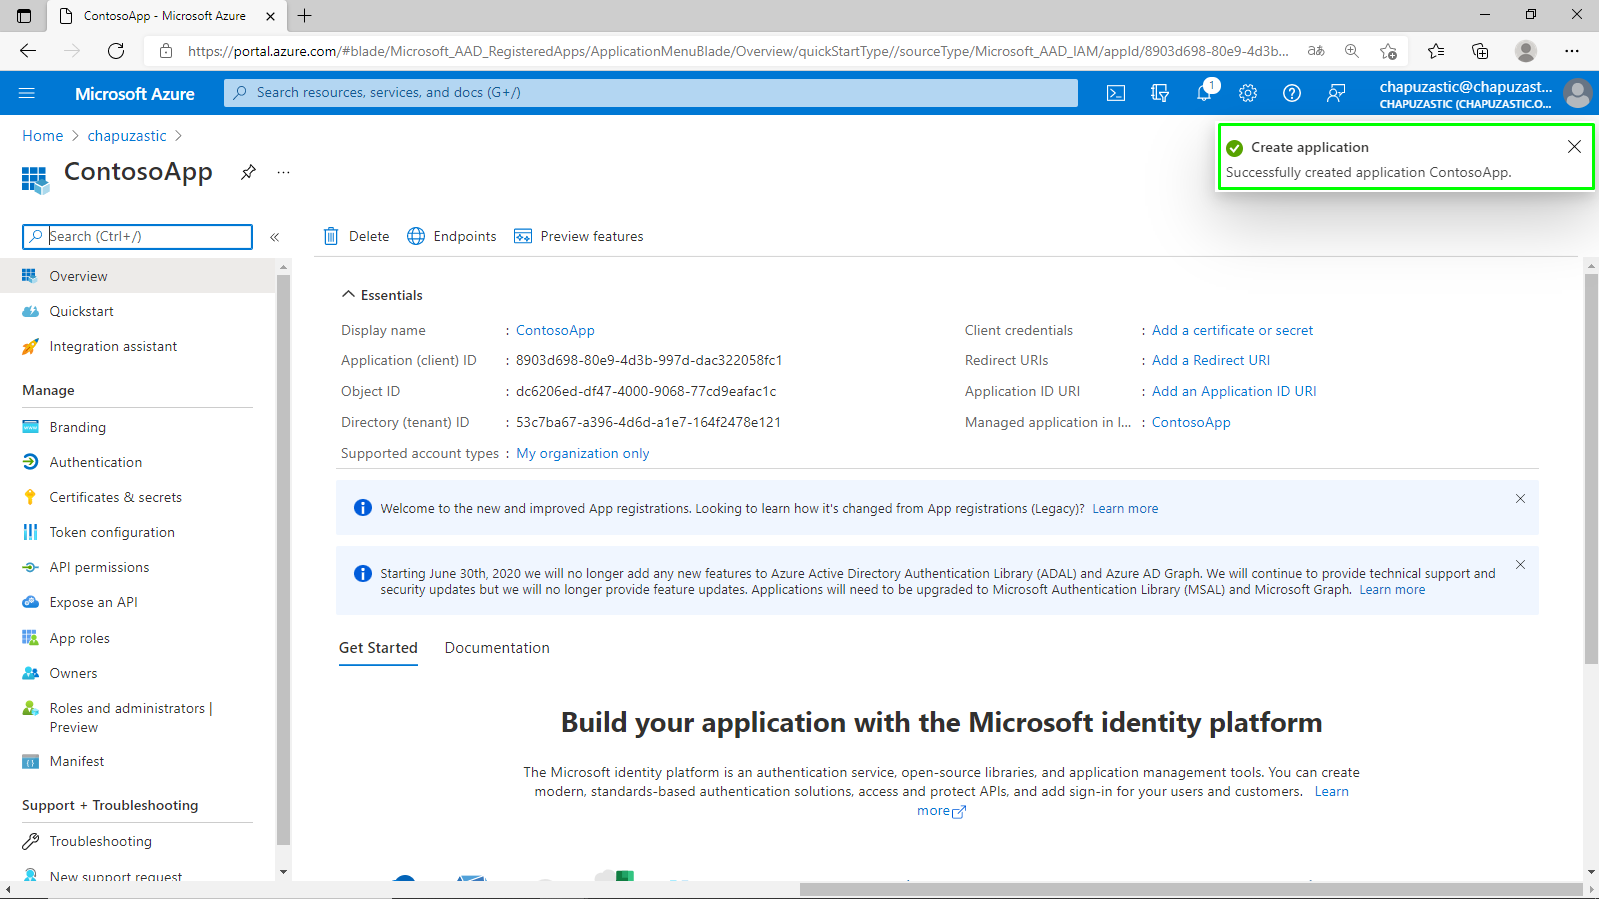 ContosoApp - Microsoft Azure
https://portal.azure.com/#blade/Microsoft_AAD_RegisteredApps/ApplicationMenuBlade/Overview/quickStartType//sourceType/Microsoft_AAD_IAM/appId/8903d698-80e9-4d3b...
Microsoft Azure
Search resources, services, and docs (G+/)
1
chapuzastic@chapuzast...
CHAPUZASTIC (CHAPUZASTIC.O...
Home > chapuzastic >
ContosoApp
Create application
Successfully created application ContosoApp.
Search (Ctrl+/)
«
Delete
Endpoints
Preview features
Overview
Quickstart
Integration assistant
Manage
Branding
Authentication
Certificates & secrets
Token configuration
API permissions
Expose an API
App roles
Owners
Roles and administrators |
Preview
Manifest
Support + Troubleshooting
Troubleshooting
New support request
Essentials
Display name : ContosoApp
Application (client) ID : 8903d698-80e9-4d3b-997d-dac322058fc1
Object ID : dc6206ed-df47-4000-9068-77cd9eafac1c
Directory (tenant) ID : 53c7ba67-a396-4d6d-a1e7-164f2478e121
Supported account types : My organization only
Client credentials : Add a certificate or secret
Redirect URIs : Add a Redirect URI
Application ID URI : Add an Application ID URI
Managed application in l... : ContosoApp
Welcome to the new and improved App registrations. Looking to learn how it's changed from App registrations (Legacy)? Learn more
Starting June 30th, 2020 we will no longer add any new features to Azure Active Directory Authentication Library (ADAL) and Azure AD Graph. We will continue to provide technical support and
security updates but we will no longer provide feature updates. Applications will need to be upgraded to Microsoft Authentication Library (MSAL) and Microsoft Graph. Learn more
Get Started
Documentation
Build your application with the Microsoft identity platform
The Microsoft identity platform is an authentication service, open-source libraries, and application management tools. You can create
modern, standards-based authentication solutions, access and protect APIs, and add sign-in for your users and customers. Learn
more